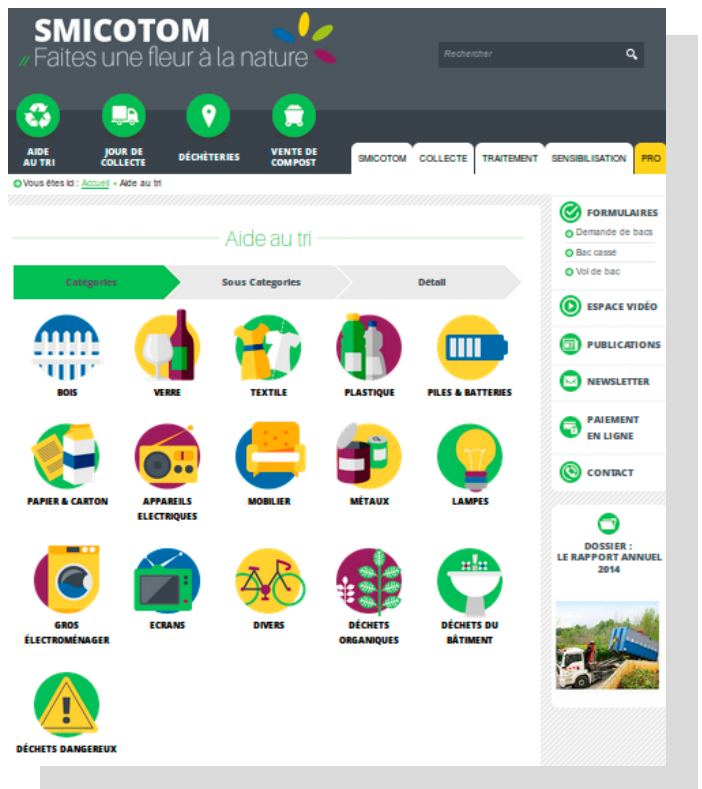 SMICOTOM
// Faites une fleur à la nature
Rechercher
AIDE
AU TRI
JOUR DE
COLLECTE
DÉCHÈTERIES
VENTE DE
COMPOST
SMICOTOM
COLLECTE
TRAITEMENT
SENSIBILISATION
PRO
Vous êtes ici : Accueil • Aide au tri
Aide au tri
Catégories
Sous Categories
Détail
BOIS
VERRE
TEXTILE
PLASTIQUE
PILES & BATTERIES
PAPIER & CARTON
APPAREILS
ELECTRIQUES
MOBILIER
MÉTAUX
LAMPES
GROS
ÉLECTROMÉNAGER
ECRANS
DIVERS
DÉCHETS
ORGANIQUES
DÉCHETS DU
BÂTIMENT
DÉCHETS DANGEREUX
FORMULAIRES
Demande de bacs
Bac cassé
Vol de bac
ESPACE VIDÉO
PUBLICATIONS
NEWSLETTER
PAIEMENT
EN LIGNE
CONTACT
DOSSIER :
LE RAPPORT ANNUEL
2014